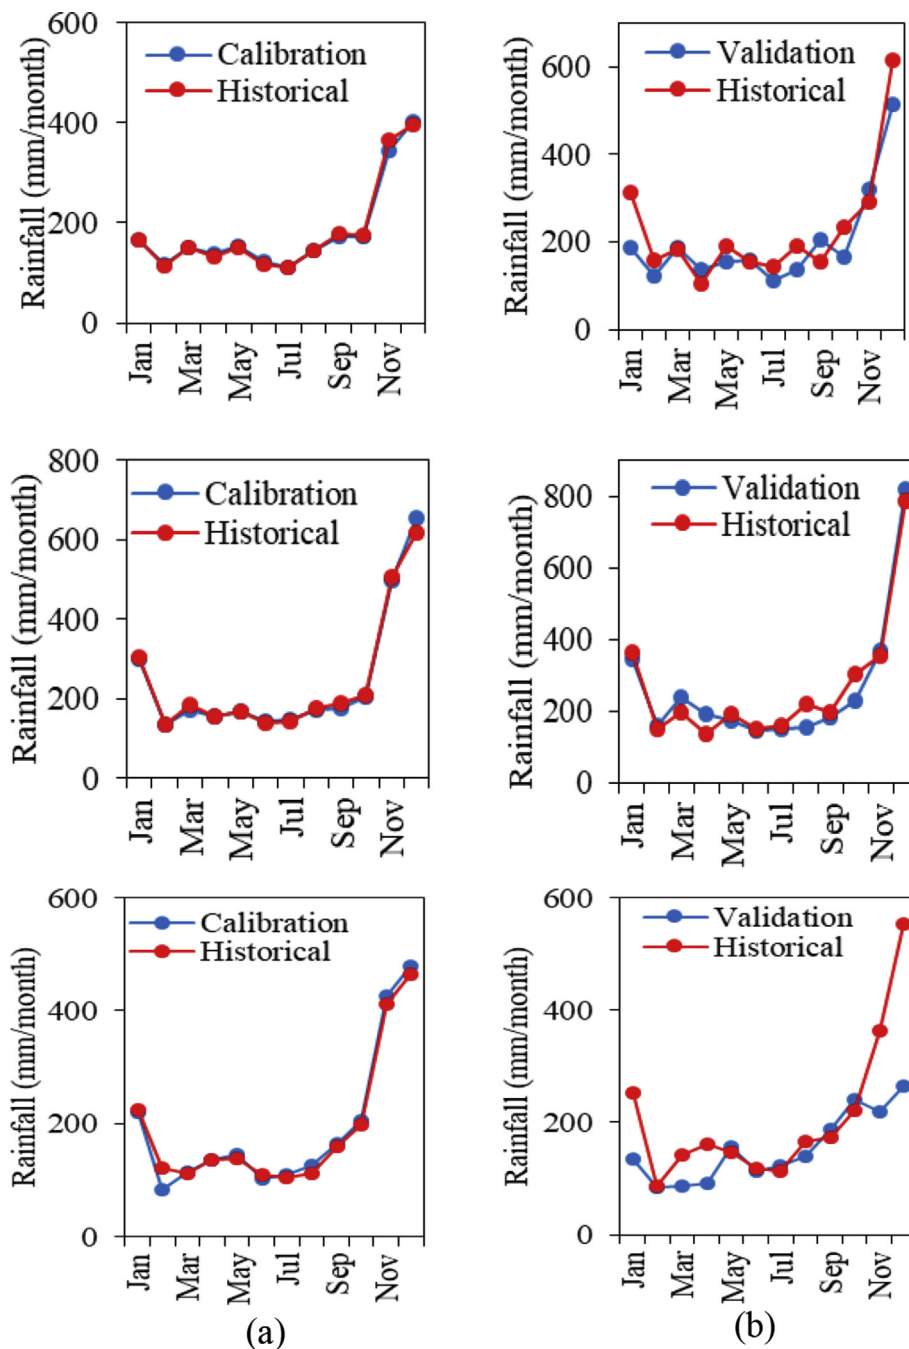 Rainfall (mm/month)
600
400
200
0
Calibration
Historical
Jan
Mar
May
Jul
Sep
Nov
Rainfall (mm/month)
600
400
200
0
Validation
Historical
Jan
Mar
May
Jul
Sep
Nov
Rainfall (mm/month)
800
600
400
200
0
Calibration
Historical
Jan
Mar
May
Jul
Sep
Nov
Rainfall (mm/month)
800
600
400
200
0
Validation
Historical
Jan
Mar
May
Jul
Sep
Nov
Rainfall (mm/month)
600
400
200
0
Calibration
Historical
Jan
Mar
May
Jul
Sep
Nov
Rainfall (mm/month)
600
400
200
0
Validation
Historical
Jan
Mar
May
Jul
Sep
Nov
(a)
(b)